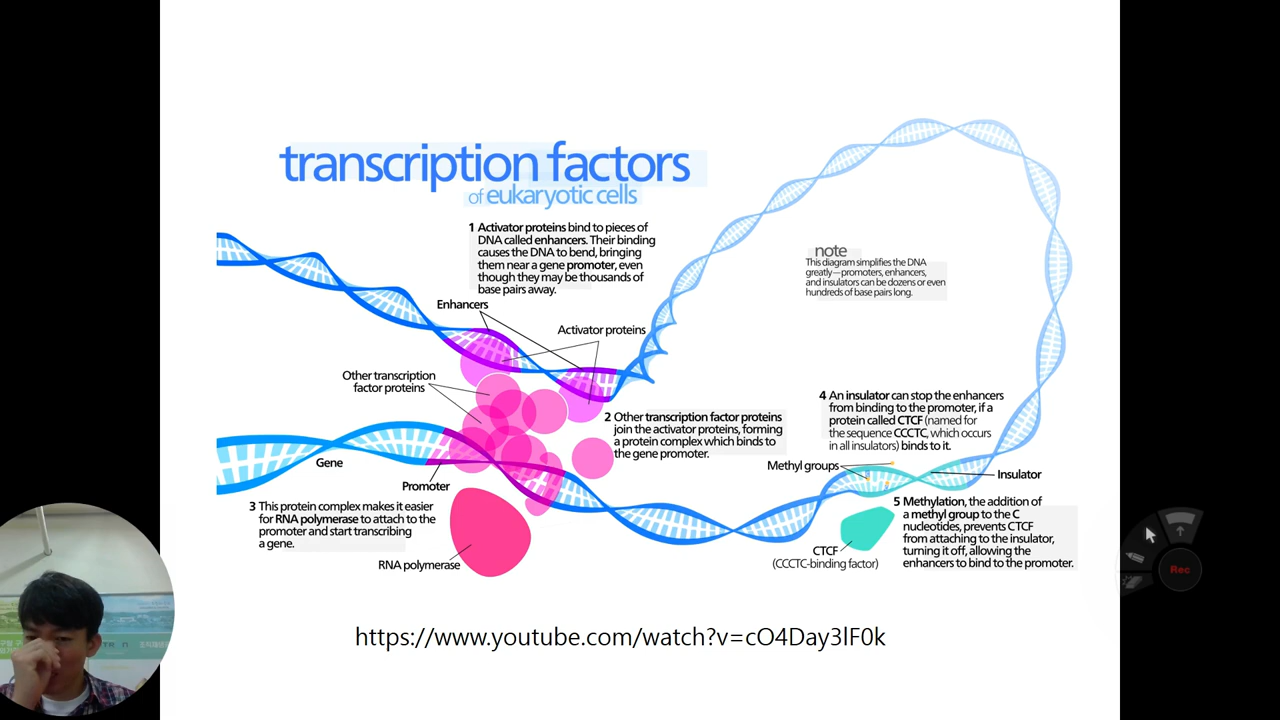 transcription factors
of eukaryotic cells
1 Activator proteins bind to pieces of
DNA called enhancers. Their binding
causes the DNA to bend, bringing
them near a gene promoter, even
though they may be thousands of
base pairs away.
Enhancers
Activator proteins
note
This diagram simplifies the DNA
greatly—promoters, enhancers,
and insulators can be dozens or even
hundreds of base pairs long.
Other transcription
factor proteins
2 Other transcription factor proteins
join the activator proteins, forming
a protein complex which binds to
the gene promoter.
4 An insulator can stop the enhancers
from binding to the promoter, if a
protein called CTCF (named for
the sequence CCCTC, which occurs
in all insulators) binds to it.
Gene
Promoter
Methyl groups
Insulator
3 This protein complex makes it easier
for RNA polymerase to attach to the
promoter and start transcribing
a gene.
RNA polymerase
CTCF
(CCCTC-binding factor)
5 Methylation, the addition of
a methyl group to the C
nucleotides, prevents CTCF
from attaching to the insulator,
turning it off, allowing the
enhancers to bind to the promoter.
Rec
https://www.youtube.com/watch?v=cO4Day3lF0k